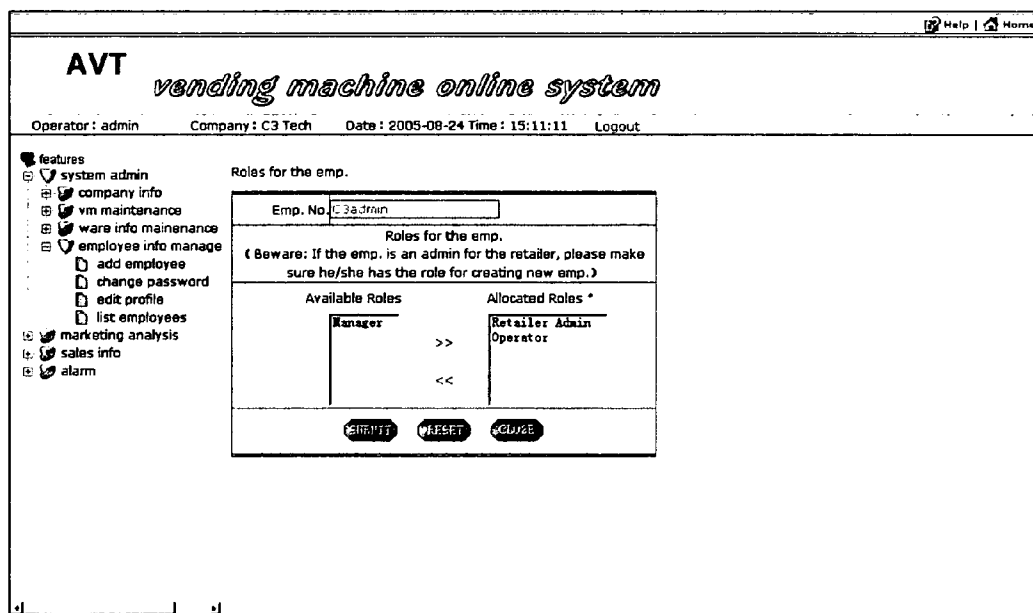 Help | Home
AVT
vending machine online system
Operator : admin Company : C3 Tech Date : 2005-08-24 Time : 15:11:11 Logout
features
system admin
company info
vm maintenance
ware info mainenance
employee info manage
add employee
change password
edit profile
list employees
marketing analysis
sales info
alarm
Roles for the emp.
Emp. No. C3admin
Roles for the emp.
( Beware: If the emp. is an admin for the retailer, please make
sure he/she has the role for creating new emp.)
Available Roles Allocated Roles *
Manager
Retailer Admin
Operator
>>
<<
SUBMIT RESET CLOSE